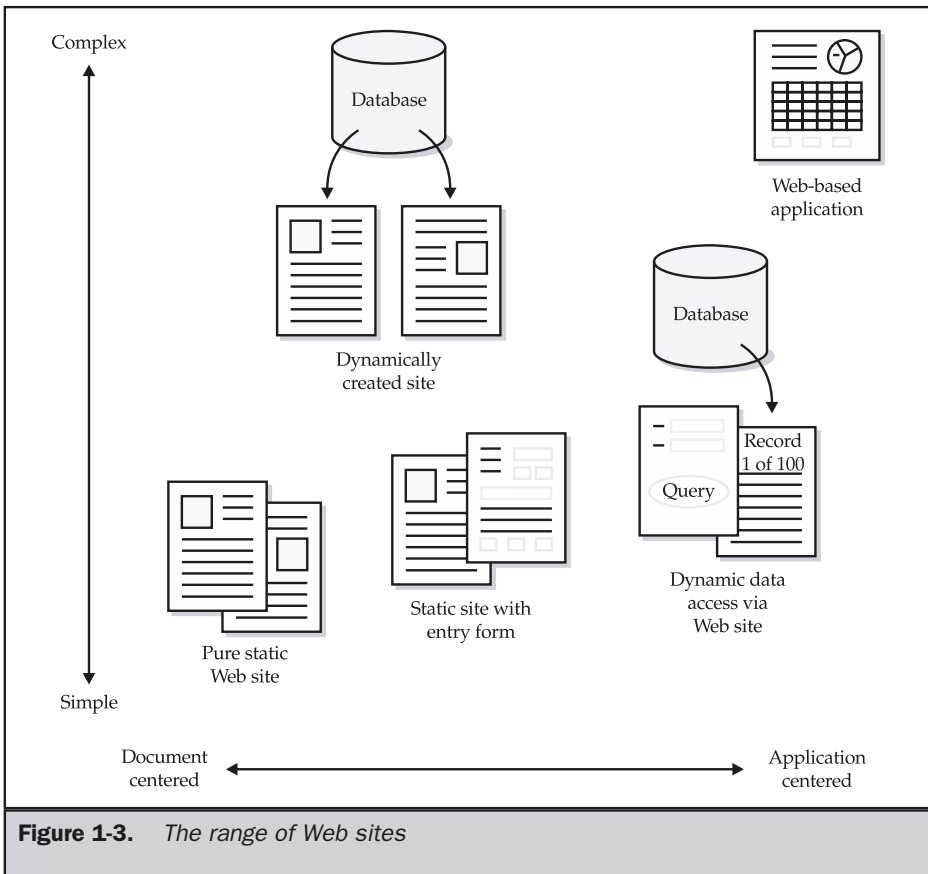 Complex
Database
Web-based
application
Dynamically
created site
Database
Record
1 of 100
Query
Dynamic data
access via
Web site
Static site with
entry form
Pure static
Web site
Simple
Document
centered
Application
centered
Figure 1-3. The range of Web sites